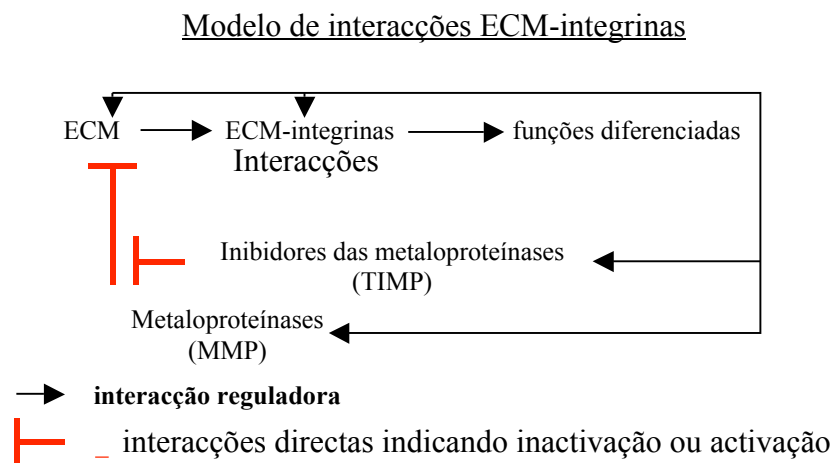 Modelo de interacções ECM-integrinas
ECM
ECM-integrinas
Interacções
funções diferenciadas
Inibidores das metaloproteínases
(TIMP)
Metaloproteínases
(MMP)
interacção reguladora
_ interacções directas indicando inactivação ou activação